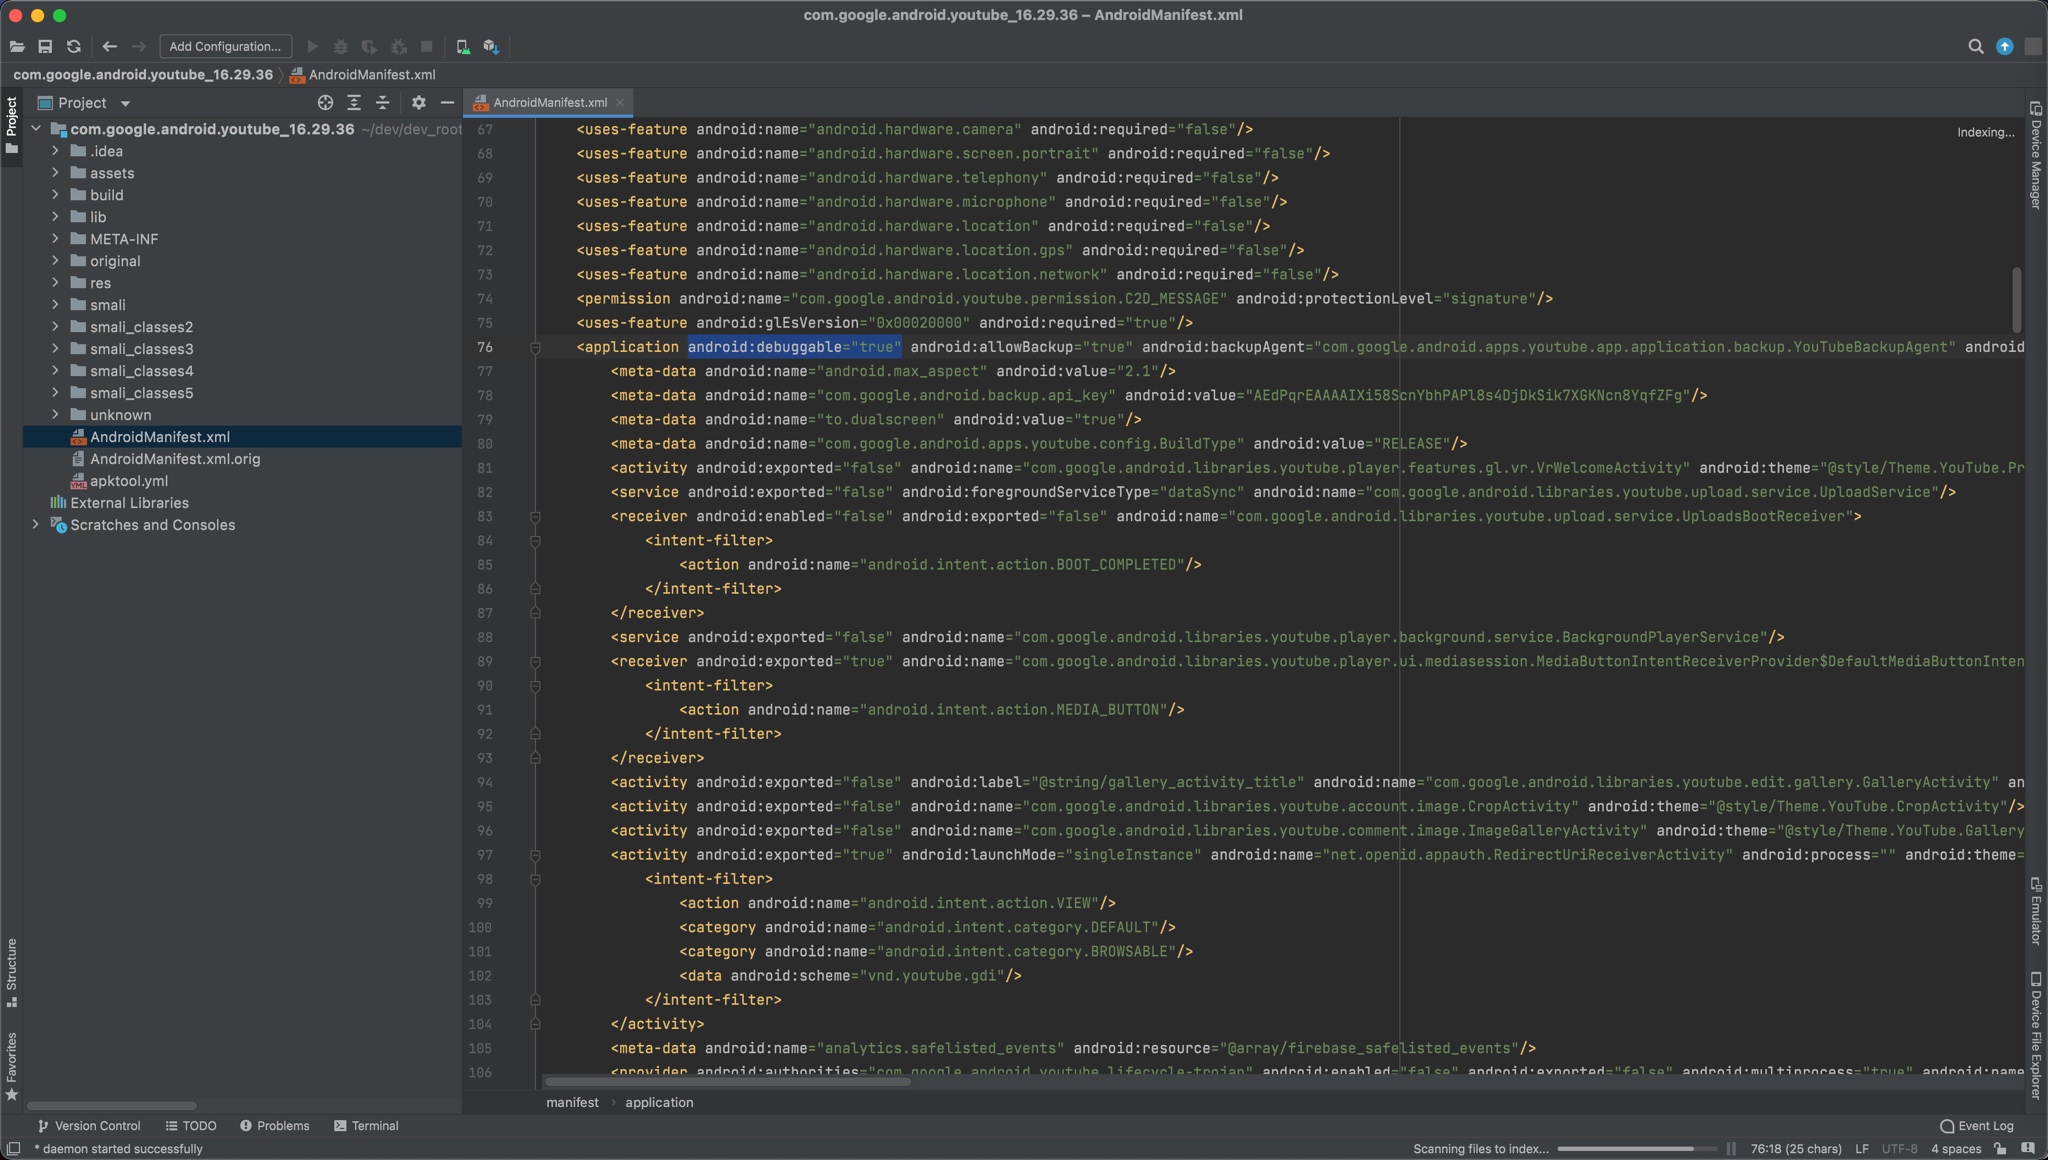 com.google.android.youtube_16.29.36 – AndroidManifest.xml
Add Configuration...
com.google.android.youtube_16.29.36 〉 AndroidManifest.xml
Project
Project
AndroidManifest.xml
com.google.android.youtube_16.29.36 ~/dev/dev_root
.idea
assets
build
lib
META-INF
original
res
smali
smali_classes2
smali_classes3
smali_classes4
smali_classes5
unknown
AndroidManifest.xml
AndroidManifest.xml.orig
apktool.yml
External Libraries
Scratches and Consoles
Structure
Favorites
Indexing...
67 <uses-feature android:name="android.hardware.camera" android:required="false"/>
68 <uses-feature android:name="android.hardware.screen.portrait" android:required="false"/>
69 <uses-feature android:name="android.hardware.telephony" android:required="false"/>
70 <uses-feature android:name="android.hardware.microphone" android:required="false"/>
71 <uses-feature android:name="android.hardware.location" android:required="false"/>
72 <uses-feature android:name="android.hardware.location.gps" android:required="false"/>
73 <uses-feature android:name="android.hardware.location.network" android:required="false"/>
74 <permission android:name="com.google.android.youtube.permission.C2D_MESSAGE" android:protectionLevel="signature"/>
75 <uses-feature android:glEsVersion="0x00020000" android:required="true"/>
76 <application android:debuggable="true" android:allowBackup="true" android:backupAgent="com.google.android.apps.youtube.app.application.backup.YouTubeBackupAgent" android
77 <meta-data android:name="android.max_aspect" android:value="2.1"/>
78 <meta-data android:name="com.google.android.backup.api_key" android:value="AEdPqrEAAAAIXi58ScnYbhPAPl8s4DjDkSik7XGKNcn8YqfZFg"/>
79 <meta-data android:name="to.dualscreen" android:value="true"/>
80 <meta-data android:name="com.google.android.apps.youtube.config.BuildType" android:value="RELEASE"/>
81 <activity android:exported="false" android:name="com.google.android.libraries.youtube.player.features.gl.vr.VrWelcomeActivity" android:theme="@style/Theme.YouTube.Pr
82 <service android:exported="false" android:foregroundServiceType="dataSync" android:name="com.google.android.libraries.youtube.upload.service.UploadService"/>
83 <receiver android:enabled="false" android:exported="false" android:name="com.google.android.libraries.youtube.upload.service.UploadsBootReceiver">
84 <intent-filter>
85 <action android:name="android.intent.action.BOOT_COMPLETED"/>
86 </intent-filter>
87 </receiver>
88 <service android:exported="false" android:name="com.google.android.libraries.youtube.player.background.service.BackgroundPlayerService"/>
89 <receiver android:exported="true" android:name="com.google.android.libraries.youtube.player.ui.mediasession.MediaButtonIntentReceiverProvider$DefaultMediaButtonInten
90 <intent-filter>
91 <action android:name="android.intent.action.MEDIA_BUTTON"/>
92 </intent-filter>
93 </receiver>
94 <activity android:exported="false" android:label="@string/gallery_activity_title" android:name="com.google.android.libraries.youtube.edit.gallery.GalleryActivity" an
95 <activity android:exported="false" android:name="com.google.android.libraries.youtube.account.image.CropActivity" android:theme="@style/Theme.YouTube.CropActivity"/>
96 <activity android:exported="false" android:name="com.google.android.libraries.youtube.comment.image.ImageGalleryActivity" android:theme="@style/Theme.YouTube.Gallery
97 <activity android:exported="true" android:launchMode="singleInstance" android:name="net.openid.appauth.RedirectUriReceiverActivity" android:process="" android:theme=
98 <intent-filter>
99 <action android:name="android.intent.action.VIEW"/>
100 <category android:name="android.intent.category.DEFAULT"/>
101 <category android:name="android.intent.category.BROWSABLE"/>
102 <data android:scheme="vnd.youtube.gdi"/>
103 </intent-filter>
104 </activity>
105 <meta-data android:name="analytics.safelisted_events" android:resource="@array/firebase_safelisted_events"/>
106 <provider android:authorities="com.google.android.youtube.lifecycle-trojan" android:enabled="false" android:exported="false" android:multiprocess="true" android:name
manifest › application
Device Manager
Emulator
Device File Explorer
Version Control TODO Problems Terminal Event Log
* daemon started successfully Scanning files to index... 76:18 (25 chars) LF UTF-8 4 spaces